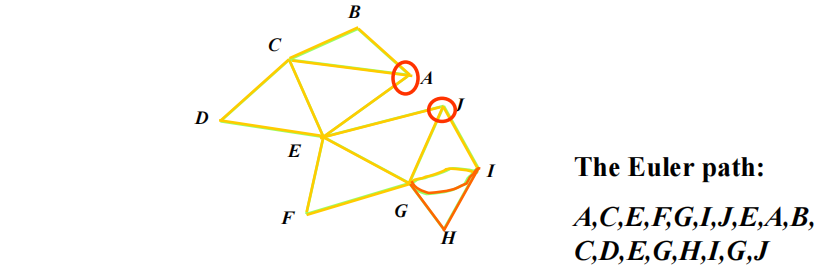 B
C
A
J
D
E
I
F
G
H
The Euler path:
A,C,E,F,G,I,J,E,A,B,
C,D,E,G,H,I,G,J